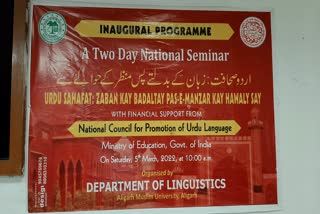 INAUGURAL PROGRAMME
A Two Day National Seminar
اردو صحافت: زبان کے بدلتے پس منظر کے حوالے سے
URDU SAHAFAT: ZABAN KAY BADALTAY PAS-E-MANZAR KAY HAWALY SAY
WITH FINANCIAL SUPPORT FROM
National Council for Promotion of Urdu Language
Ministry of Education, Govt. of India
On Saturday, 5th March, 2022, at 10:00 a.m.
Organised by
DEPARTMENT OF LINGUISTICS
Aligarh Muslim University, Aligarh